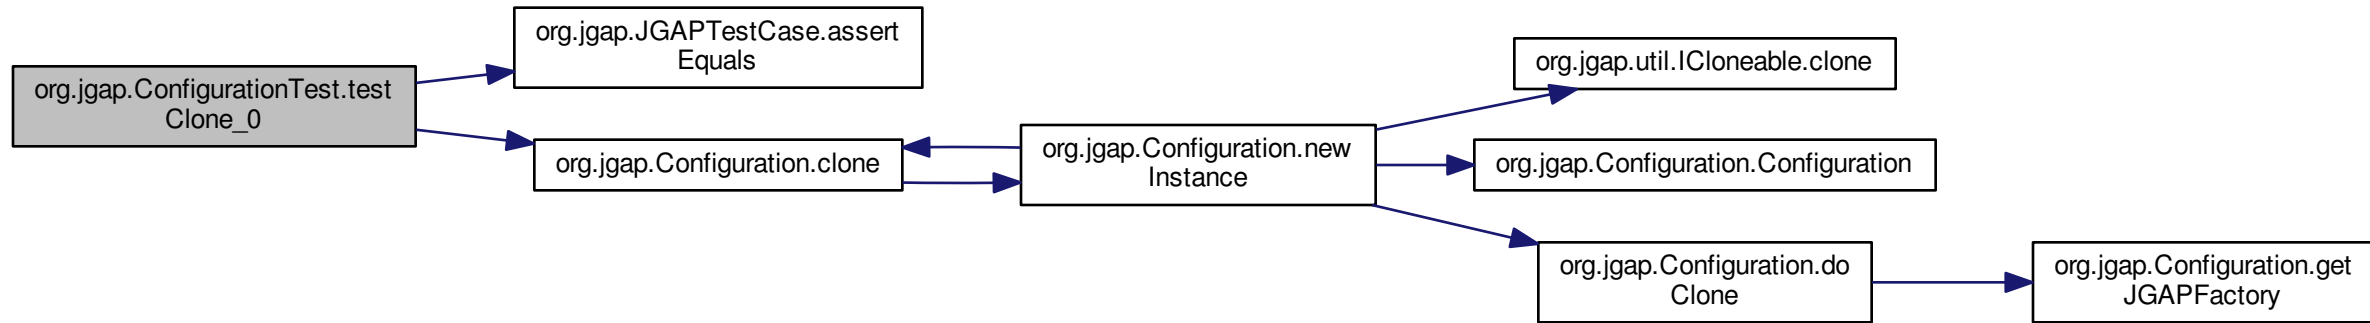 org.jgap.ConfigurationTest.test
Clone_0
org.jgap.JGAPTestCase.assert
Equals
org.jgap.Configuration.clone
org.jgap.Configuration.new
Instance
org.jgap.util.ICloneable.clone
org.jgap.Configuration.Configuration
org.jgap.Configuration.do
Clone
org.jgap.Configuration.get
JGAPFactory